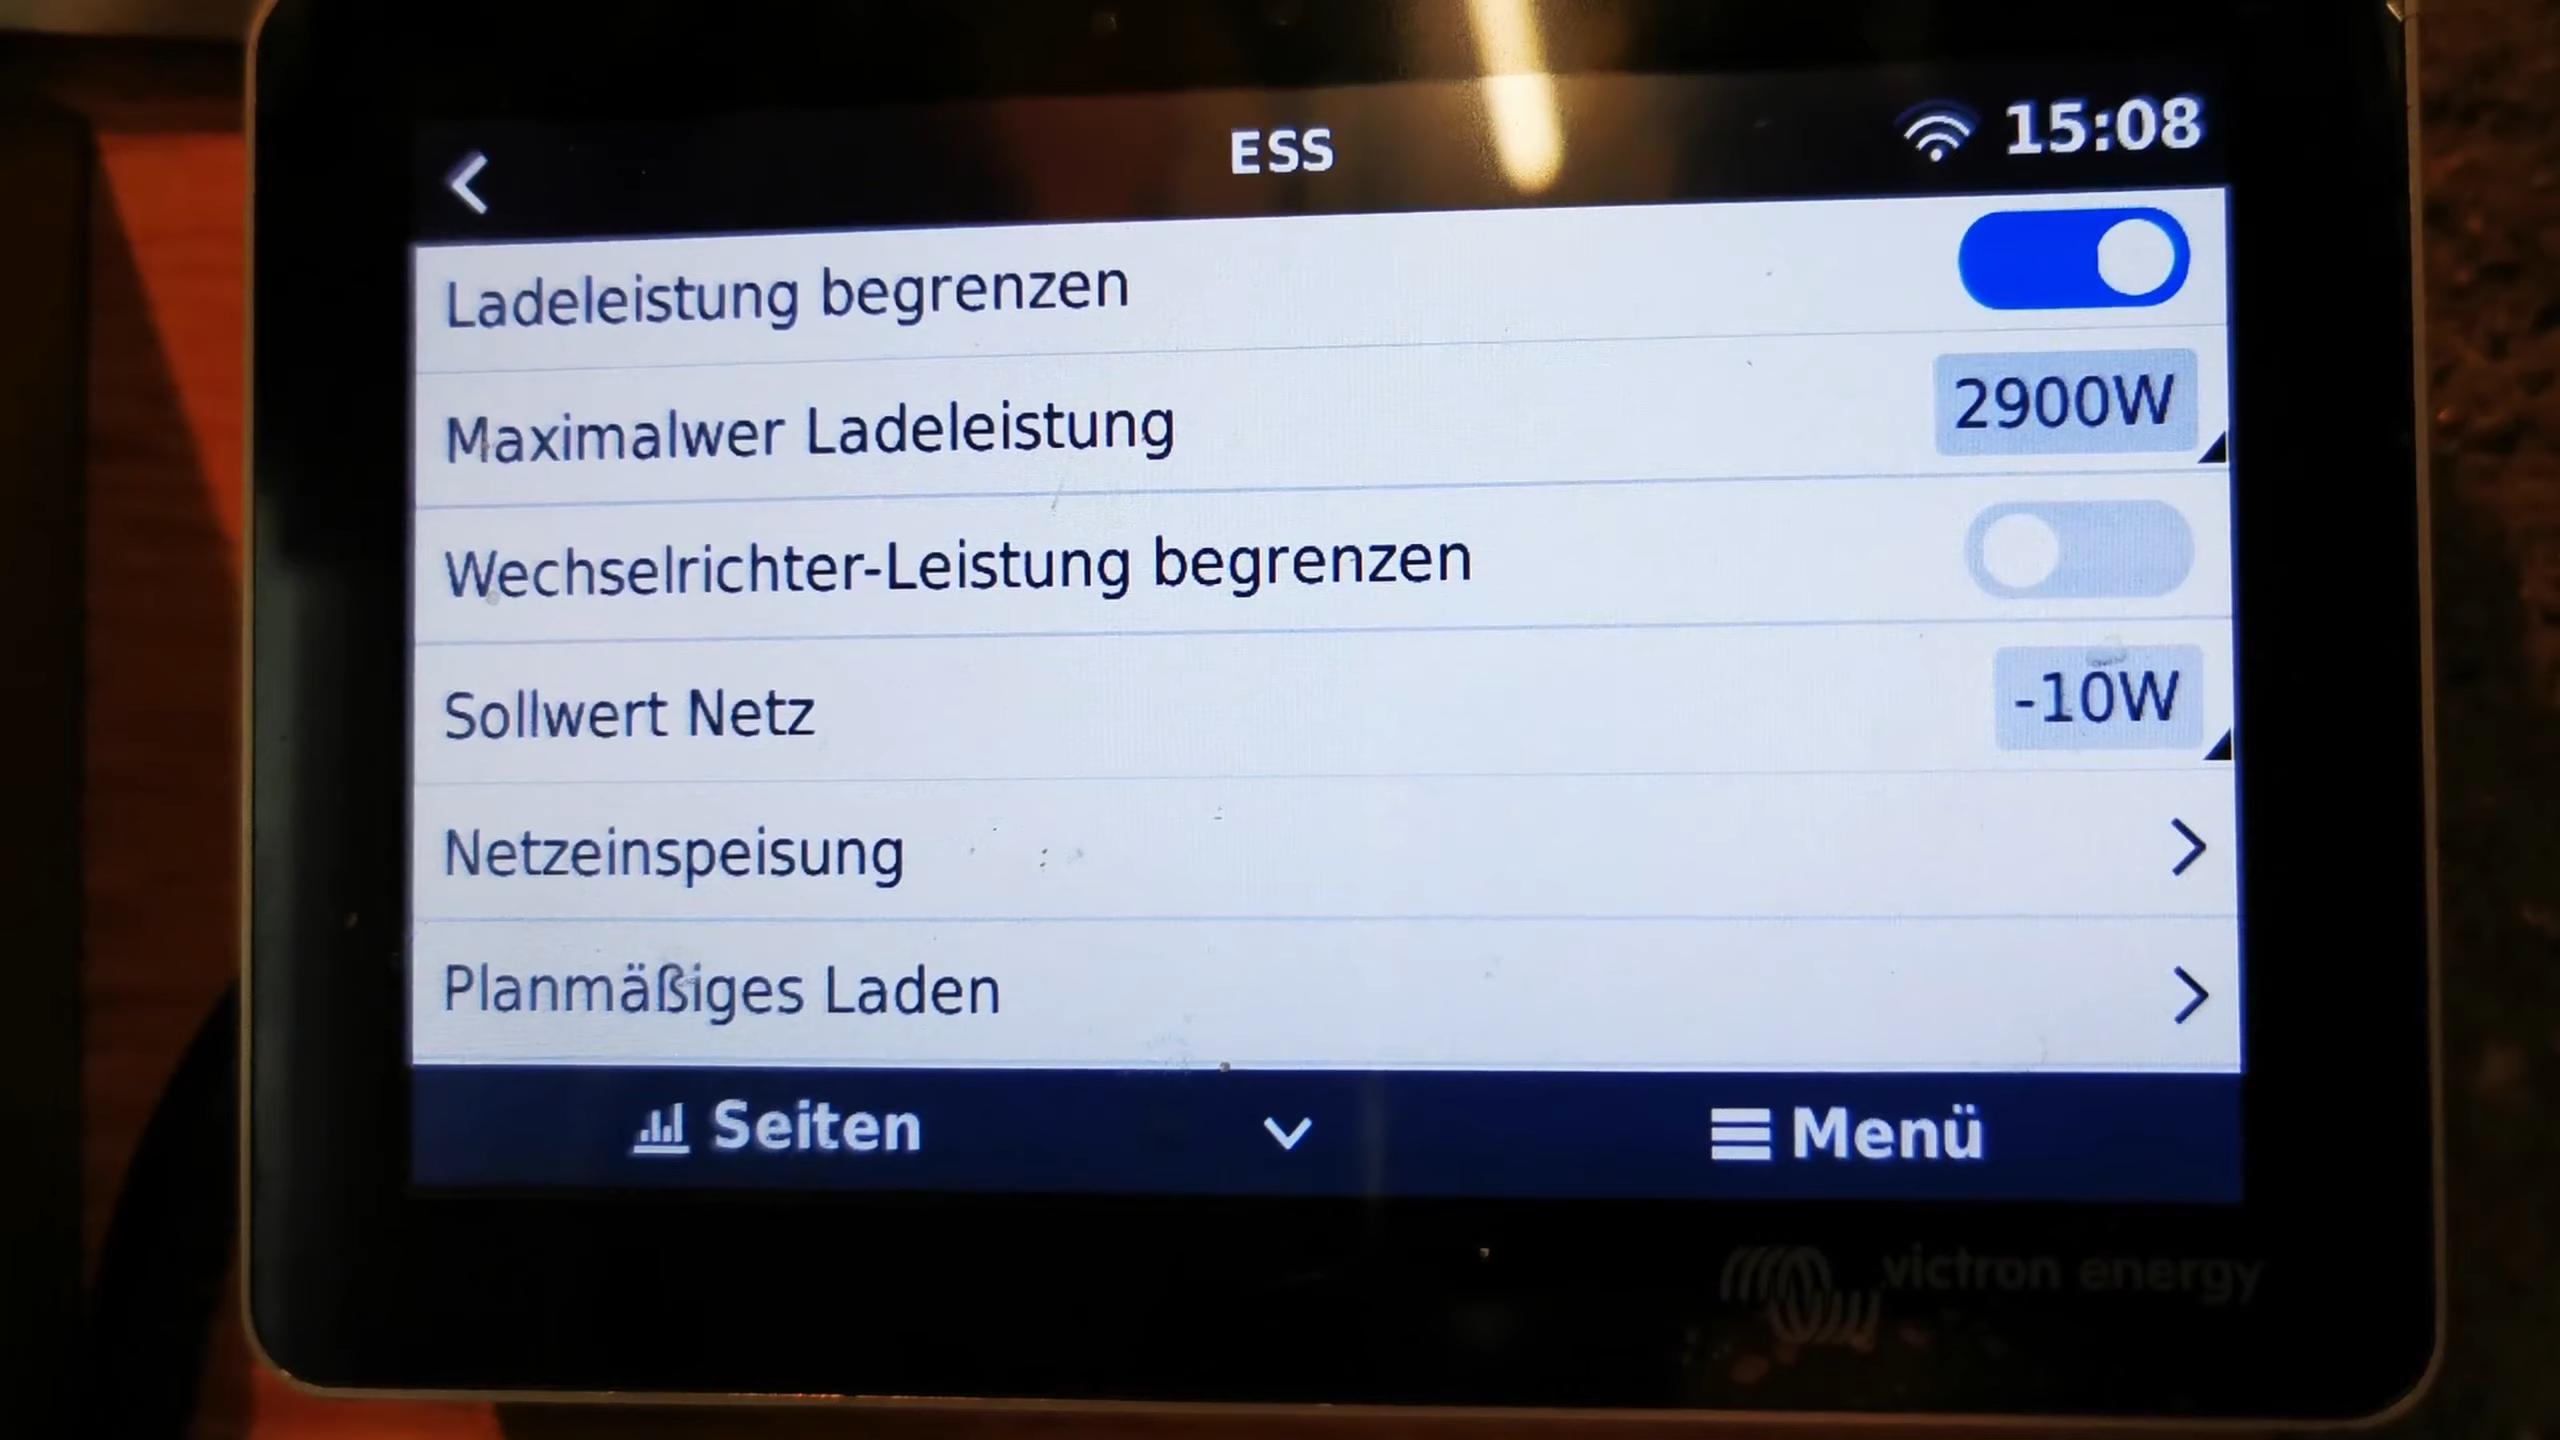 ESS
15:08
Ladeleistung begrenzen
Maximalwer Ladeleistung
2900W
Wechselrichter-Leistung begrenzen
Sollwert Netz
-10W
Netzeinspeisung
Planmäßiges Laden
Seiten
Menü
victron energy